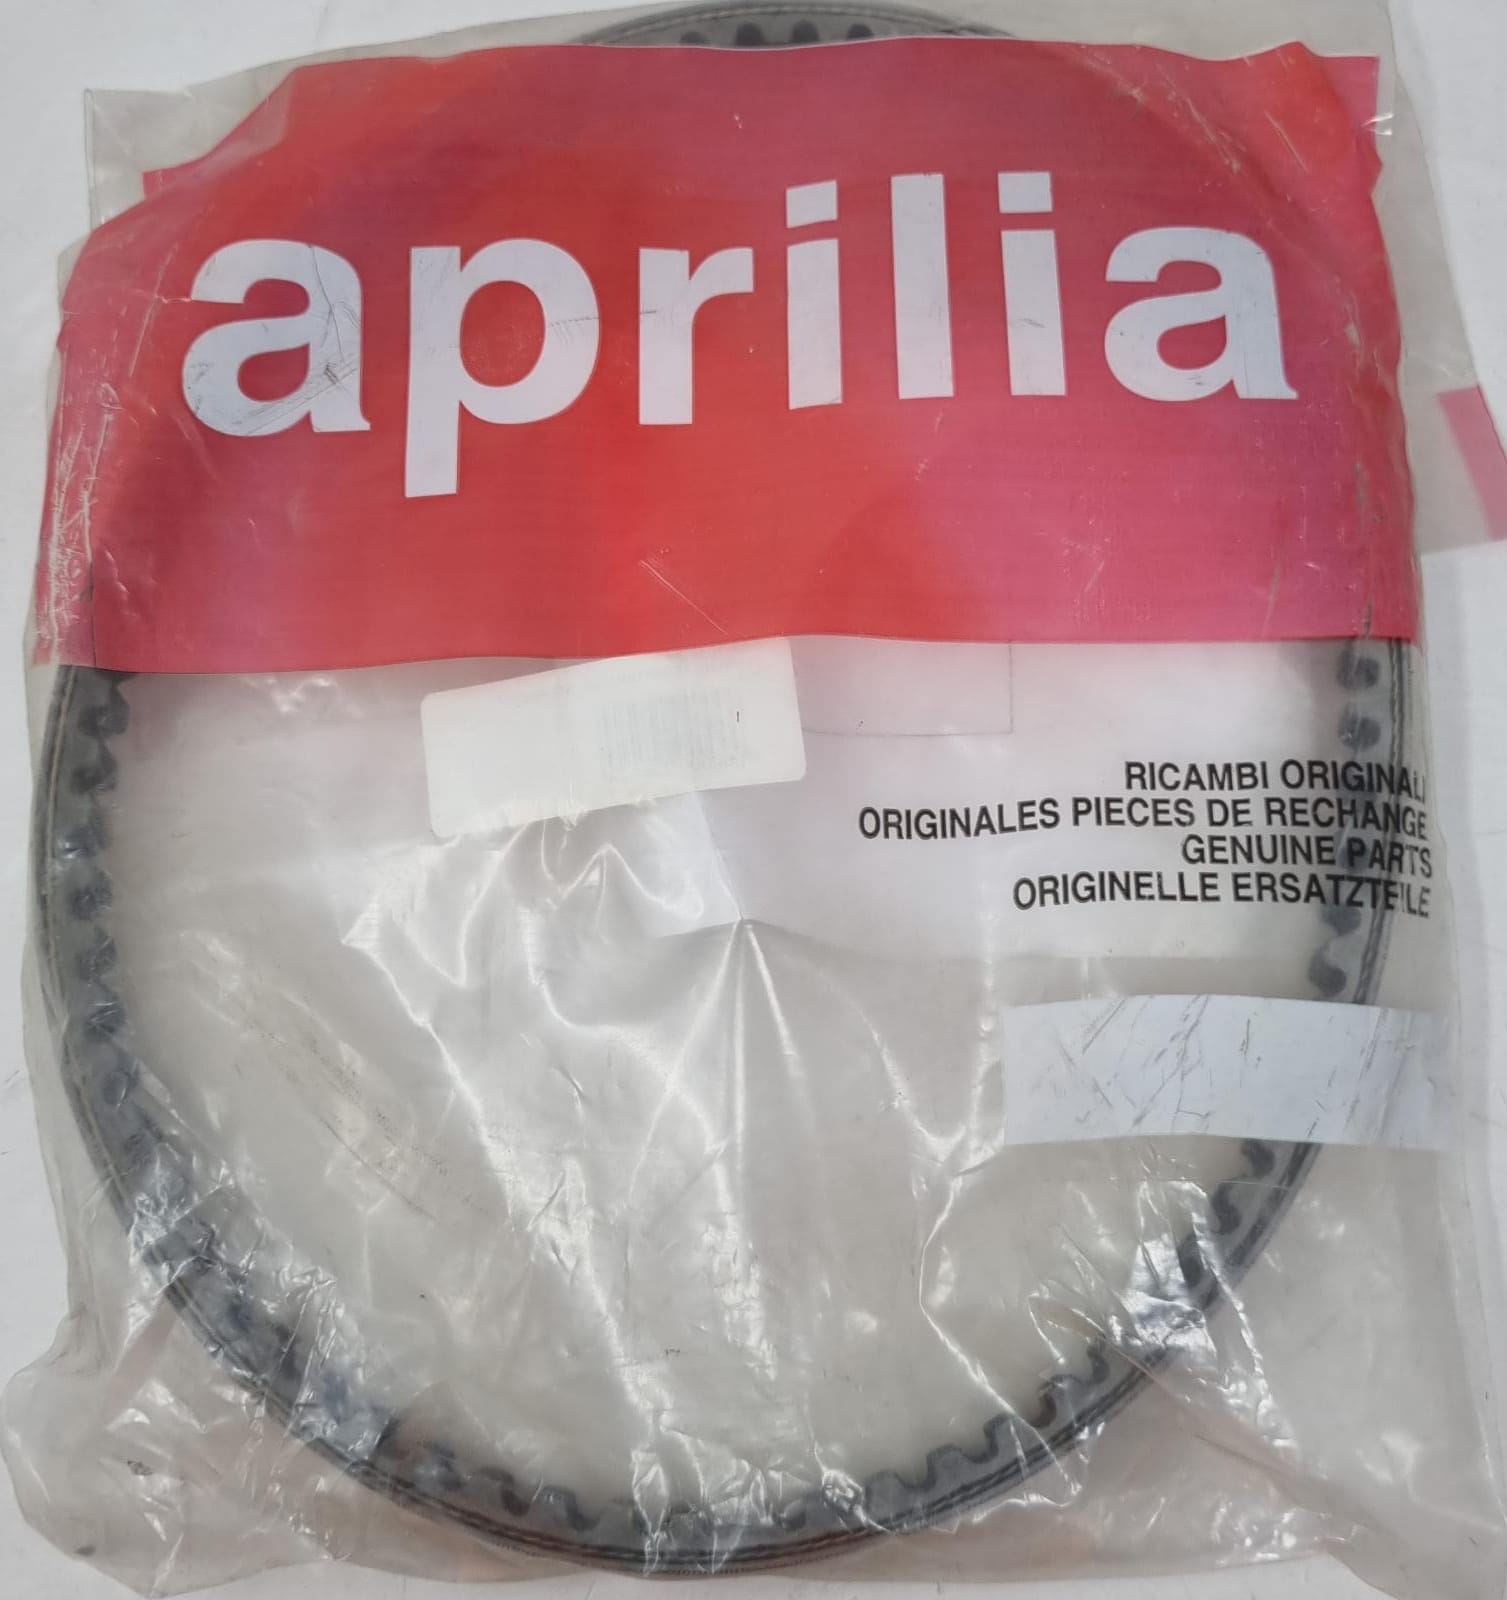 aprilia
RICAMBI ORIGINALI
ORIGINALES PIECES DE RECHANGE
GENUINE PARTS
ORIGINELLE ERSATZTEILE